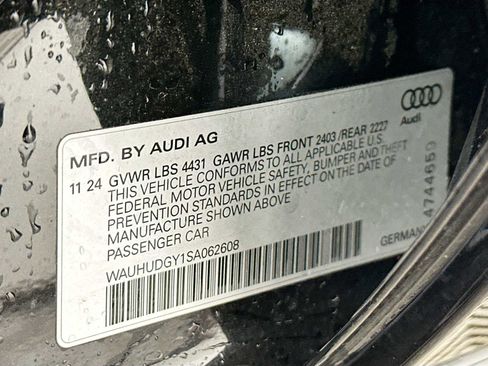 MFD. BY AUDI AG
Audi
11 24 GVWR LBS 4431 GAWR LBS FRONT 2403 /REAR 2227
THIS VEHICLE CONFORMS TO ALL APPLICABLE U.S.
FEDERAL MOTOR VEHICLE SAFETY, BUMPER AND THEFT
PREVENTION STANDARDS IN EFFECT ON THE DATE OF
MANUFACTURE SHOWN ABOVE
PASSENGER CAR
WAUHUDGY1SA062608
GERMANY
4744659